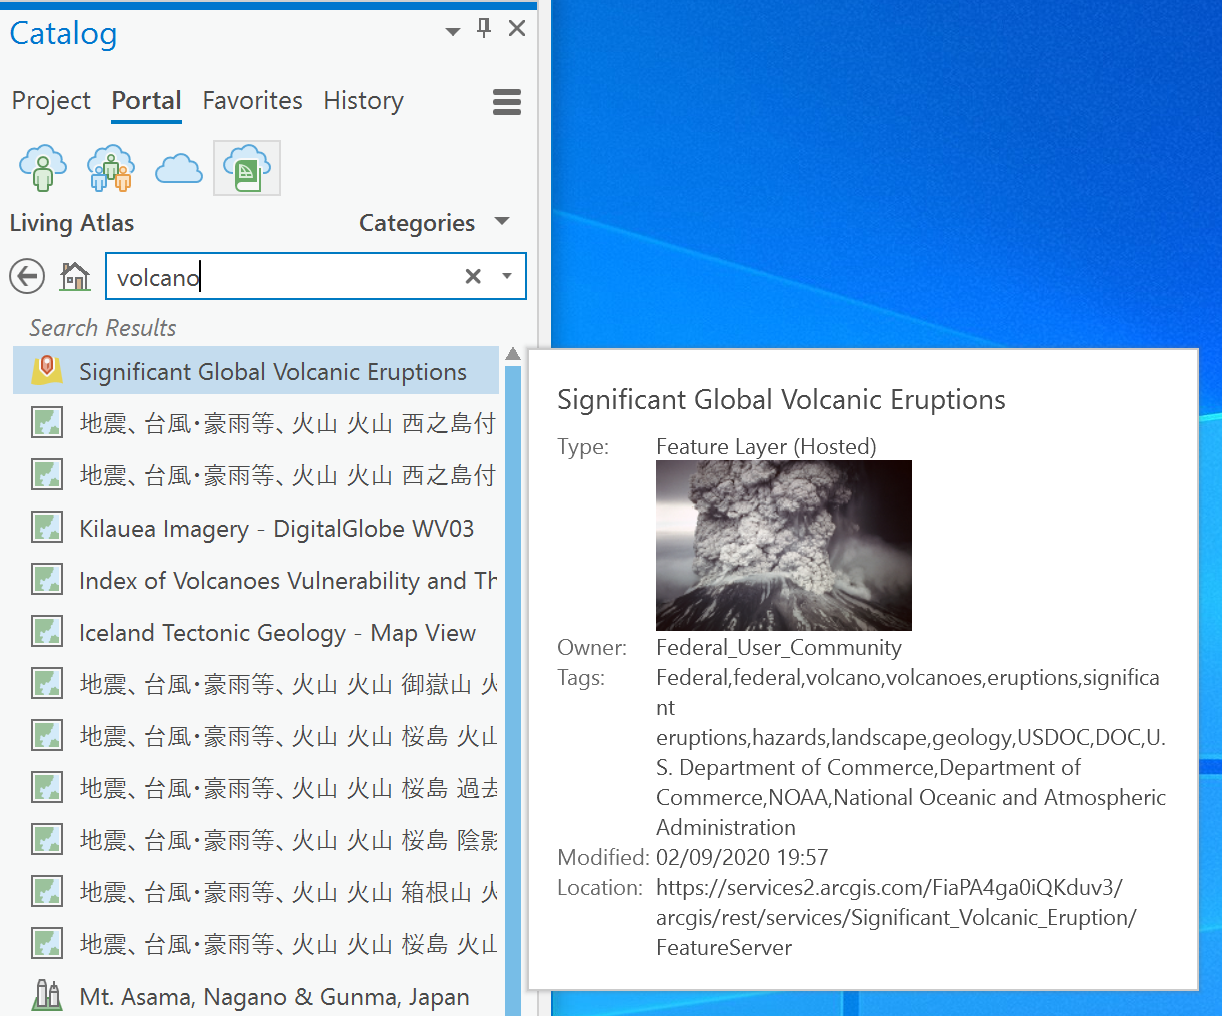 Catalog
Project Portal Favorites History
Living Atlas Categories
volcano
Search Results
Significant Global Volcanic Eruptions
地震、台風・豪雨等、火山 火山 西之島付
地震、台風・豪雨等、火山 火山 西之島付
Kilauea Imagery - DigitalGlobe WV03
Index of Volcanoes Vulnerability and Th
Iceland Tectonic Geology - Map View
地震、台風・豪雨等、火山 火山 御嶽山 火
地震、台風・豪雨等、火山 火山 桜島 火山
地震、台風・豪雨等、火山 火山 桜島 過去
地震、台風・豪雨等、火山 火山 桜島 陰影
地震、台風・豪雨等、火山 火山 箱根山 火
地震、台風・豪雨等、火山 火山 桜島 火山
Mt. Asama, Nagano & Gunma, Japan
Significant Global Volcanic Eruptions
Type: Feature Layer (Hosted)
Owner: Federal_User_Community
Tags: Federal,federal,volcano,volcanoes,eruptions,significa
nt
eruptions,hazards,landscape,geology,USDOC,DOC,U.
S. Department of Commerce,Department of
Commerce,NOAA,National Oceanic and Atmospheric
Administration
Modified: 02/09/2020 19:57
Location: https://services2.arcgis.com/FiaPA4ga0iQKduv3/
arcgis/rest/services/Significant_Volcanic_Eruption/
FeatureServer